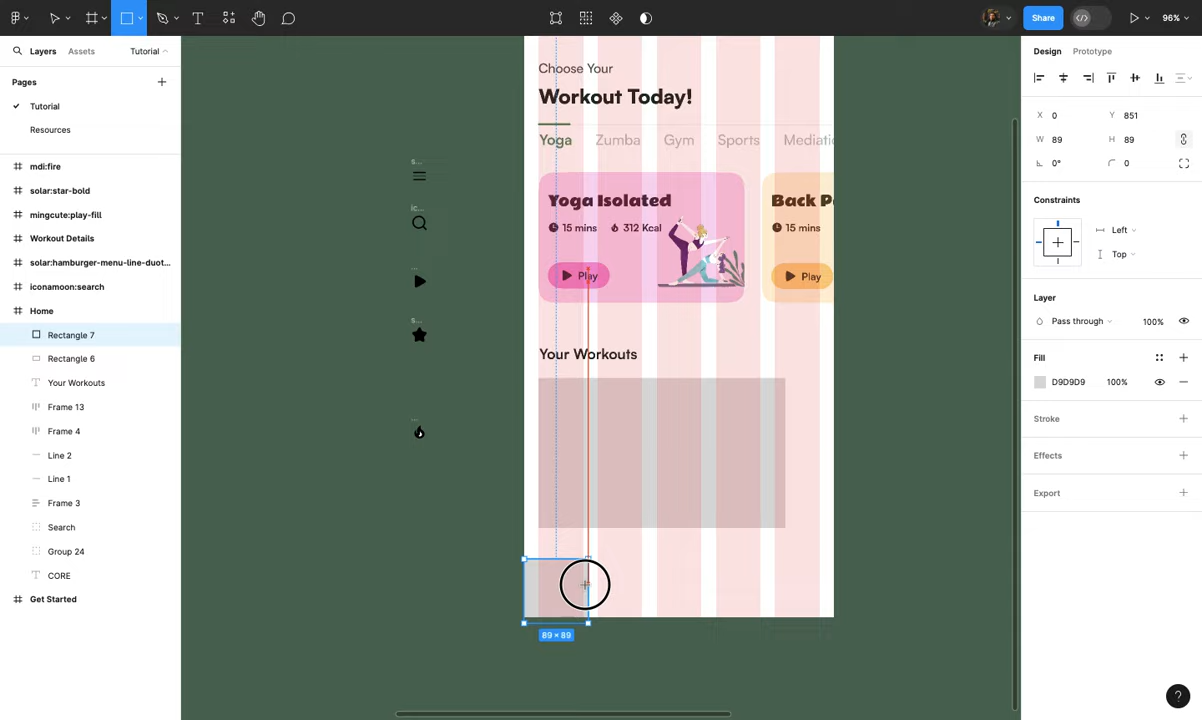 Share
96%
Layers
Assets
Tutorial
Design
Prototype
Pages
Tutorial
Resources
mdi:fire
solar:star-bold
mingcute:play-fill
Workout Details
solar:hamburger-menu-line-duot...
iconamoon:search
Home
Rectangle 7
Rectangle 6
Your Workouts
Frame 13
Frame 4
Line 2
Line 1
Frame 3
Search
Group 24
CORE
Get Started
s...
ic...
...
s...
...
Choose Your
Workout Today!
Yoga Zumba Gym Sports Mediatic
Yoga Isolated
15 mins 312 Kcal
Play
Back P
15 mins
Play
Your Workouts
89 × 89
X 0 Y 851
W 89 H 89
0° 0
Constraints
Left
Top
Layer
Pass through 100%
Fill
D9D9D9 100%
Stroke
Effects
Export
?